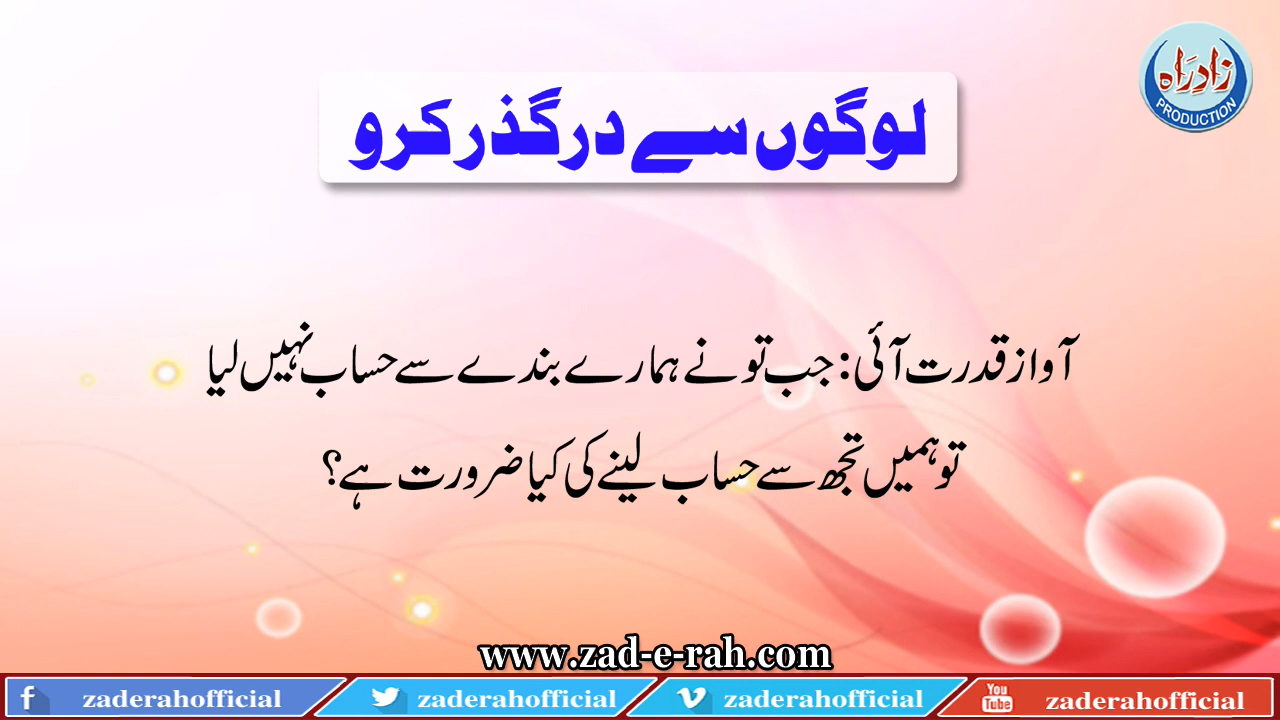 زادِ رَاہ
PRODUCTION
لوگوں سے درگذر کرو
آواز قدرت آئی: جب تو نے ہمارے بندے سے حساب نہیں لیا
تو ہمیں تجھ سے حساب لینے کی کیا ضرورت ہے؟
www.zad-e-rah.com
f zaderahofficial zaderahofficial v zaderahofficial You Tube zaderahofficial